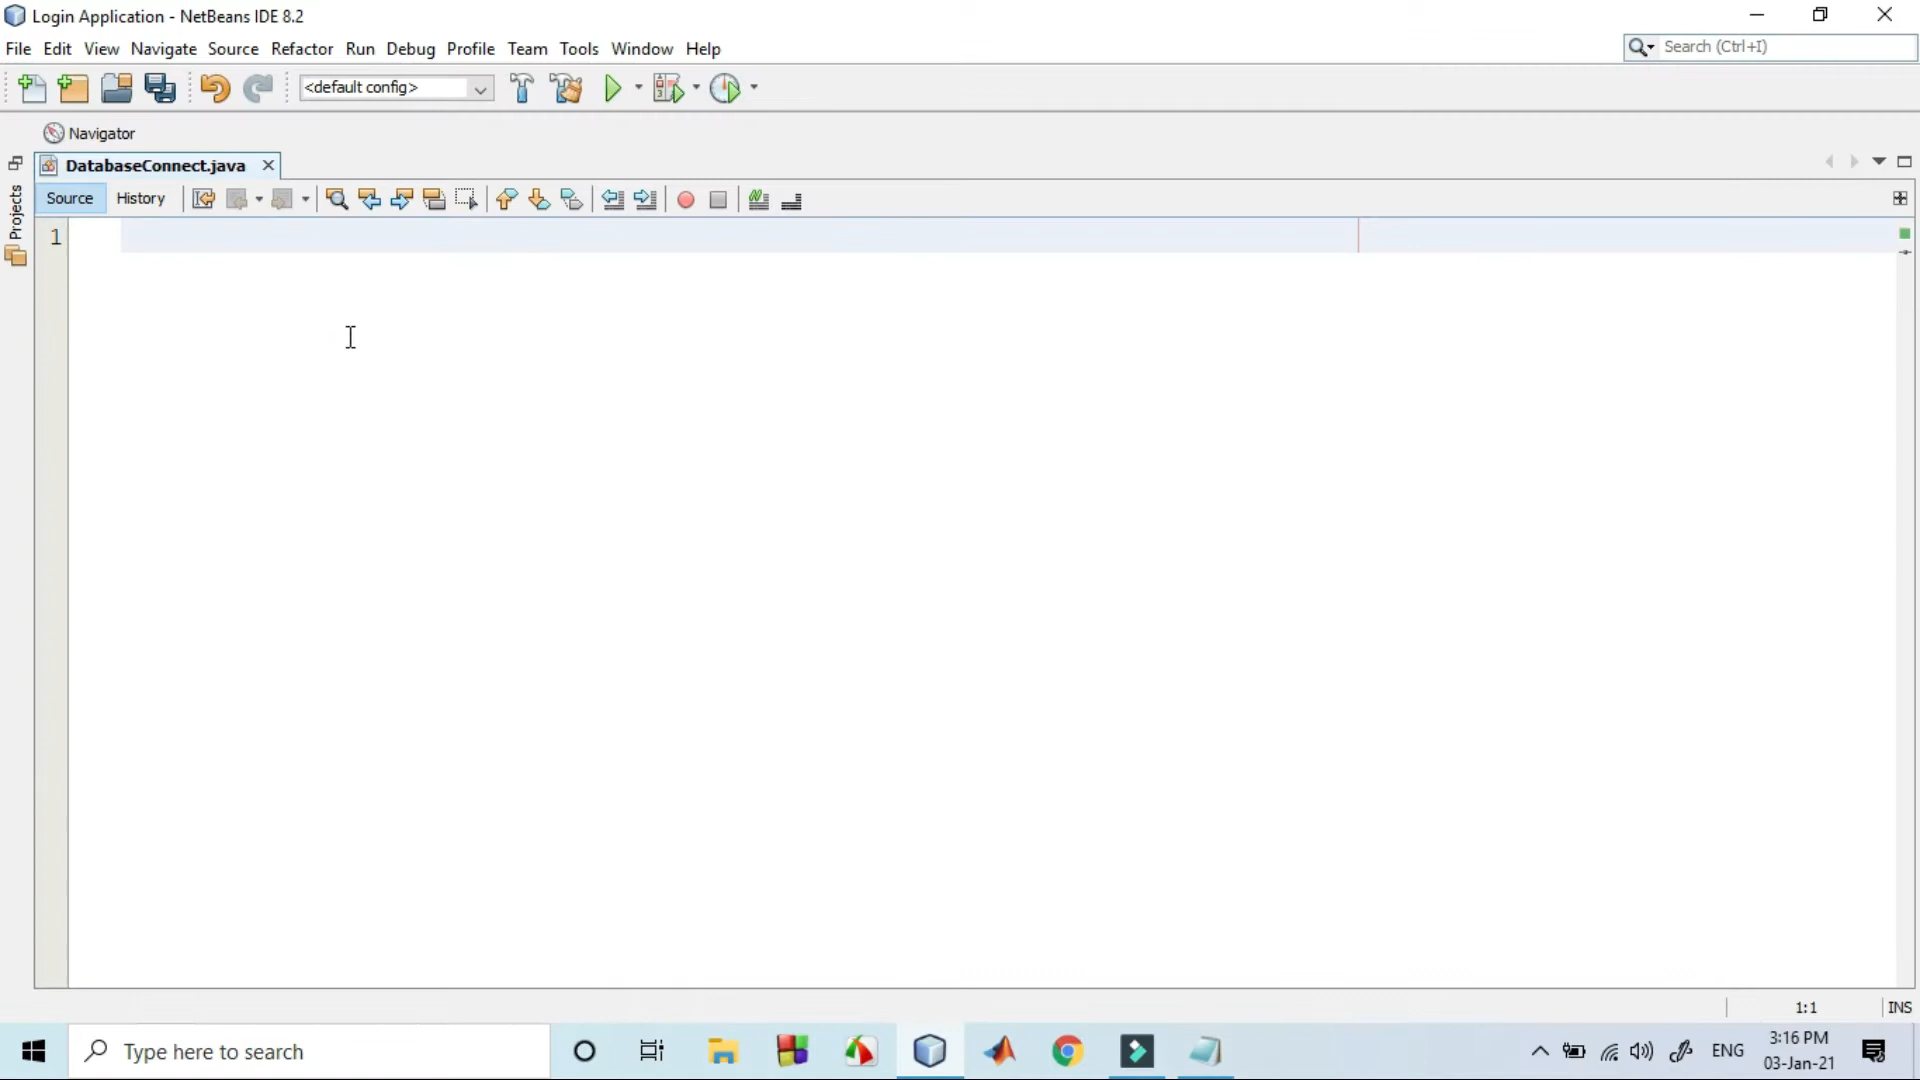 Login Application - NetBeans IDE 8.2
File Edit View Navigate Source Refactor Run Debug Profile Team Tools Window Help
Search (Ctrl+I)
<default config>
Navigator
DatabaseConnect.java
Projects
Source History
1
1:1 INS
Type here to search
ENG
3:16 PM
03-Jan-21